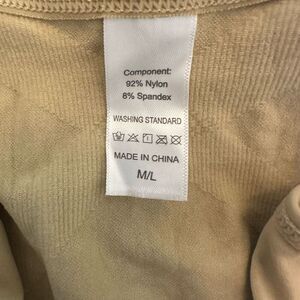 Component:
92% Nylon
8% Spandex
WASHING STANDARD
MADE IN CHINA
M/L